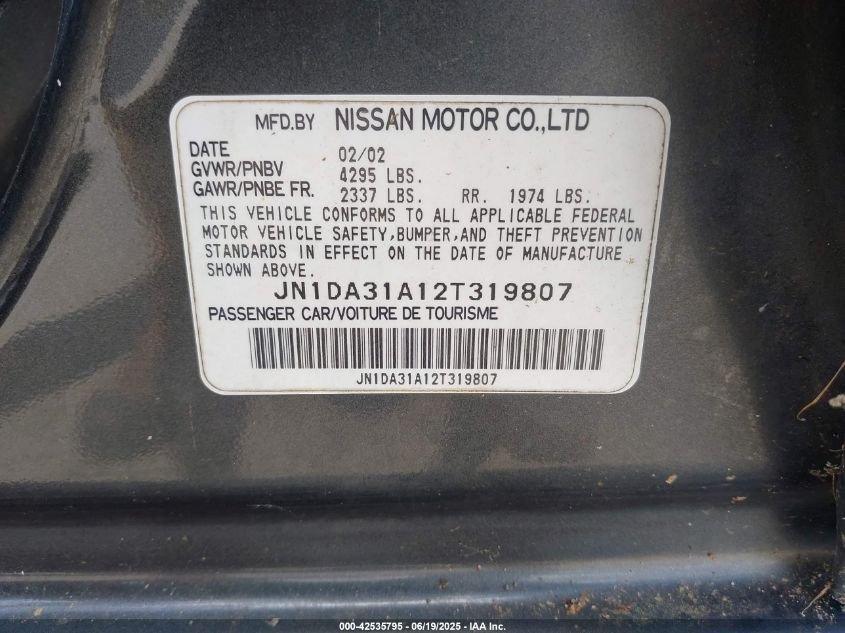 MFD.BY NISSAN MOTOR CO.,LTD
DATE 02/02
GVWR/PNBV 4295 LBS.
GAWR/PNBE FR. 2337 LBS. RR. 1974 LBS.
THIS VEHICLE CONFORMS TO ALL APPLICABLE FEDERAL
MOTOR VEHICLE SAFETY,BUMPER,AND THEFT PREVENTION
STANDARDS IN EFFECT ON THE DATE OF MANUFACTURE
SHOWN ABOVE.
JN1DA31A12T319807
PASSENGER CAR/VOITURE DE TOURISME
JN1DA31A12T319807
000-42535795 - 06/19/2025 - IAA Inc.